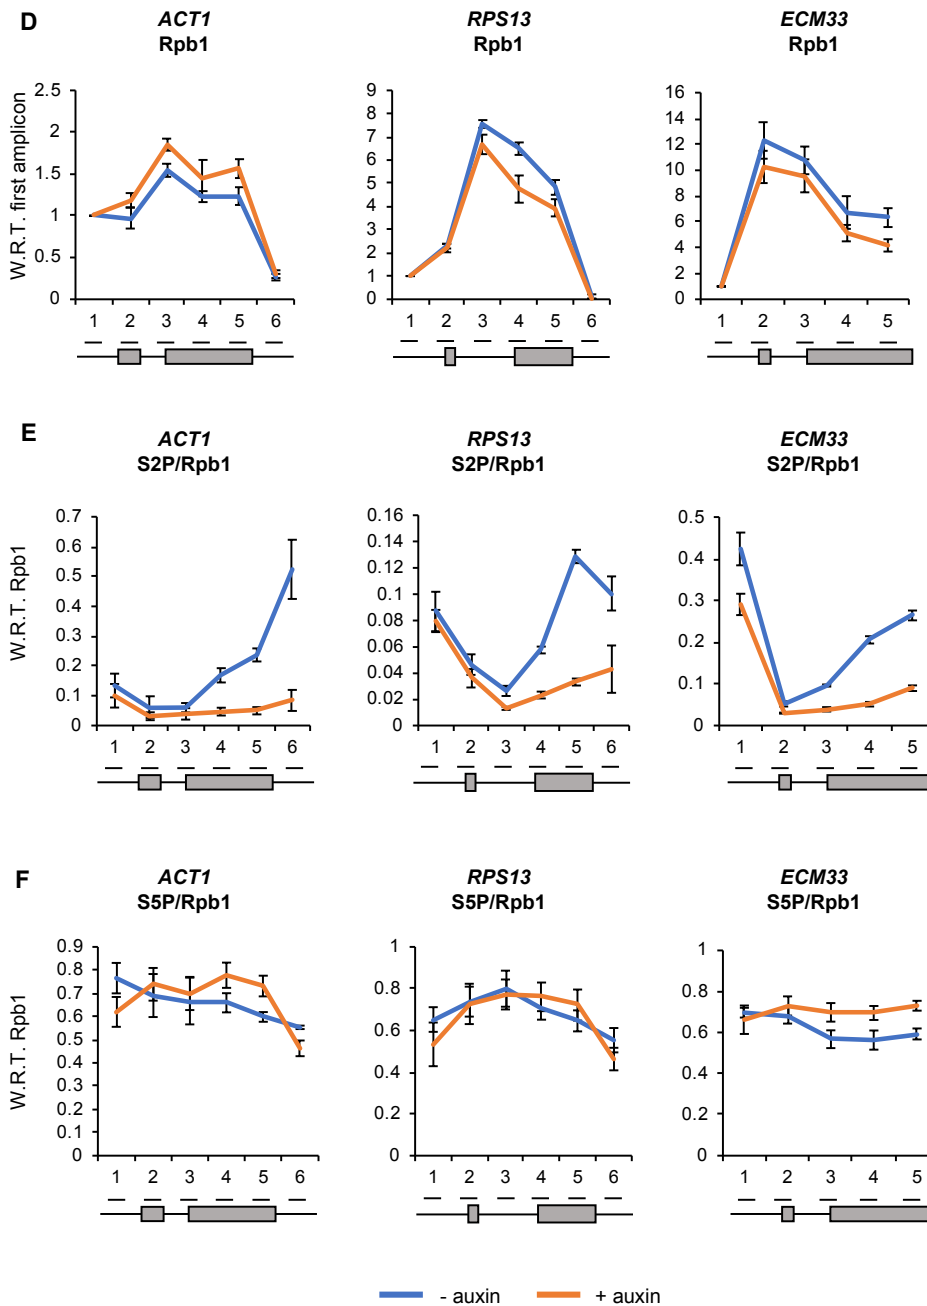 D
ACT1
Rpb1
RPS13
Rpb1
ECM33
Rpb1
W.R.T. first amplicon
2.5
2
1.5
1
0.5
0
1 2 3 4 5 6
9
8
7
6
5
4
3
2
1
0
1 2 3 4 5 6
16
14
12
10
8
6
4
2
0
1 2 3 4 5
E
ACT1
S2P/Rpb1
RPS13
S2P/Rpb1
ECM33
S2P/Rpb1
W.R.T. Rpb1
0.7
0.6
0.5
0.4
0.3
0.2
0.1
0
1 2 3 4 5 6
0.16
0.14
0.12
0.1
0.08
0.06
0.04
0.02
0
1 2 3 4 5 6
0.5
0.4
0.3
0.2
0.1
0
1 2 3 4 5
F
ACT1
S5P/Rpb1
RPS13
S5P/Rpb1
ECM33
S5P/Rpb1
W.R.T. Rpb1
0.9
0.8
0.7
0.6
0.5
0.4
0.3
0.2
0.1
0
1 2 3 4 5 6
1
0.8
0.6
0.4
0.2
0
1 2 3 4 5 6
1
0.8
0.6
0.4
0.2
0
1 2 3 4 5
- auxin
+ auxin